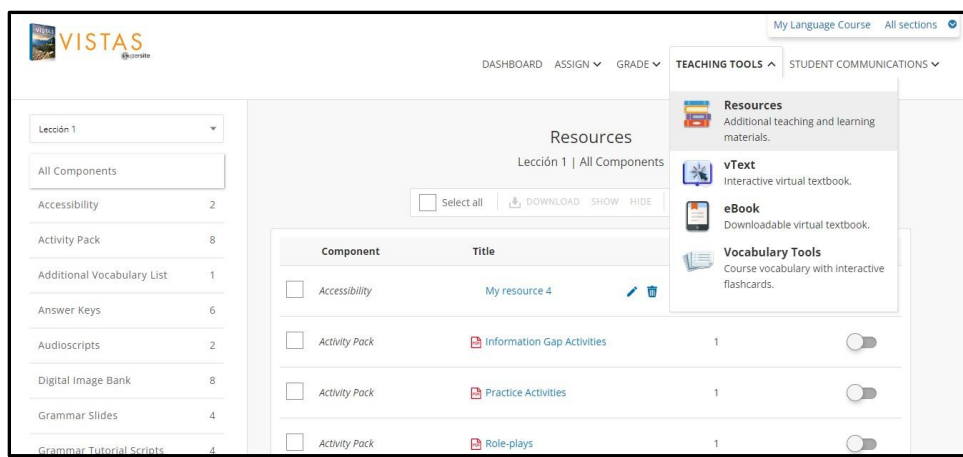 My Language Course All sections
VISTAS
Supersite
DASHBOARD ASSIGN GRADE TEACHING TOOLS STUDENT COMMUNICATIONS
Resources
Additional teaching and learning
materials.
vText
Interactive virtual textbook.
eBook
Downloadable virtual textbook.
Vocabulary Tools
Course vocabulary with interactive
flashcards.
Lección 1
All Components
Accessibility 2
Activity Pack 8
Additional Vocabulary List 1
Answer Keys 6
Audioscripts 2
Digital Image Bank 8
Grammar Slides 4
Grammar Tutorial Scripts 4
Resources
Lección 1 | All Components
Select all DOWNLOAD SHOW HIDE
Component Title
Accessibility My resource 4
Activity Pack Information Gap Activities 1
Activity Pack Practice Activities 1
Activity Pack Role-plays 1